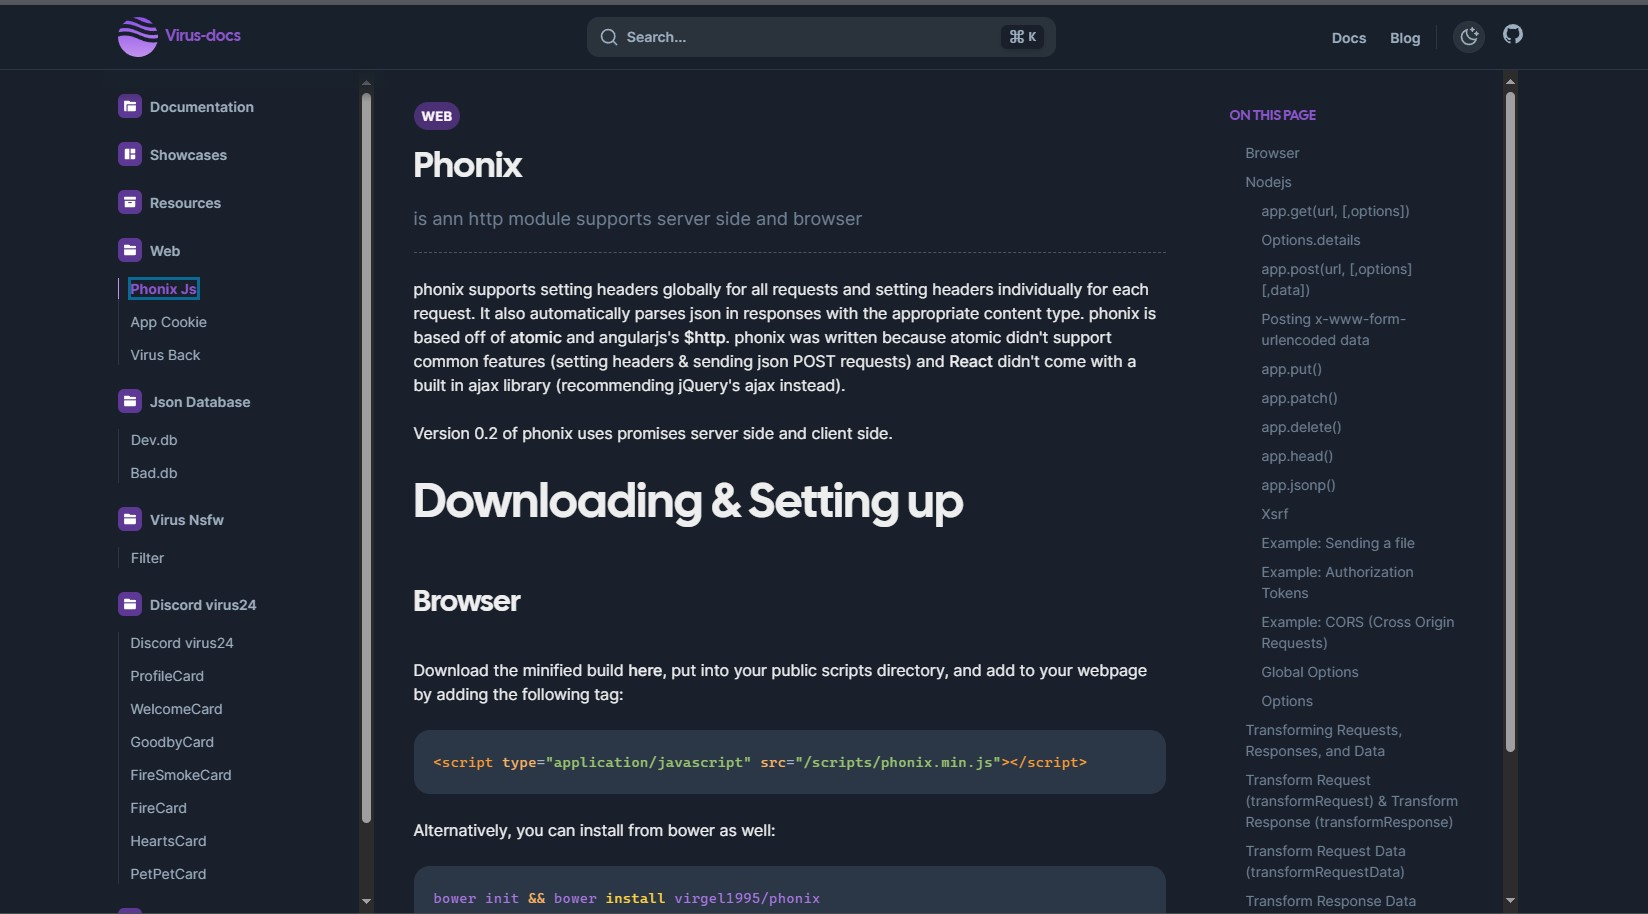 Virus-docs
Search...
⌘ K
Docs
Blog
Documentation
Showcases
Resources
Web
Phonix Js
App Cookie
Virus Back
Json Database
Dev.db
Bad.db
Virus Nsfw
Filter
Discord virus24
Discord virus24
ProfileCard
WelcomeCard
GoodbyCard
FireSmokeCard
FireCard
HeartsCard
PetPetCard
WEB
Phonix
is ann http module supports server side and browser
phonix supports setting headers globally for all requests and setting headers individually for each
request. It also automatically parses json in responses with the appropriate content type. phonix is
based off of atomic and angularjs's $http. phonix was written because atomic didn't support
common features (setting headers & sending json POST requests) and React didn't come with a
built in ajax library (recommending jQuery's ajax instead).
Version 0.2 of phonix uses promises server side and client side.
Downloading & Setting up
Browser
Download the minified build here, put into your public scripts directory, and add to your webpage
by adding the following tag:
<script type="application/javascript" src="/scripts/phonix.min.js"></script>
Alternatively, you can install from bower as well:
bower init && bower install virgel1995/phonix
ON THIS PAGE
Browser
Nodejs
app.get(url, [,options])
Options.details
app.post(url, [,options]
[,data])
Posting x-www-form-
urlencoded data
app.put()
app.patch()
app.delete()
app.head()
app.jsonp()
Xsrf
Example: Sending a file
Example: Authorization
Tokens
Example: CORS (Cross Origin
Requests)
Global Options
Options
Transforming Requests,
Responses, and Data
Transform Request
(transformRequest) & Transform
Response (transformResponse)
Transform Request Data
(transformRequestData)
Transform Response Data